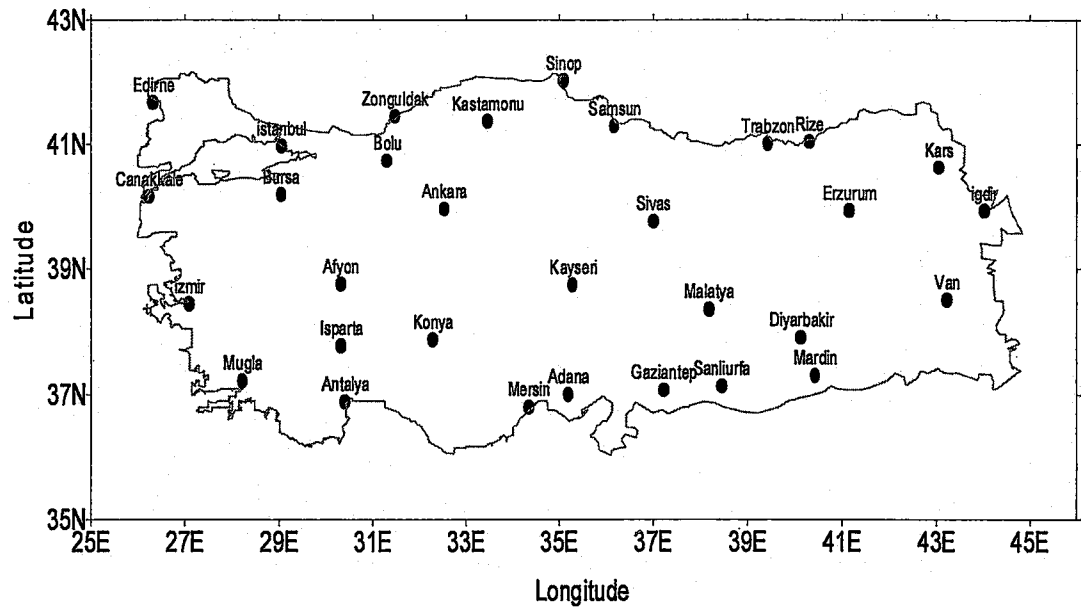 43N
Sinop
Edirne
Zonguldak
Kastamonu
Samsun
istanbul
Trabzon
Rize
41N
Bolu
Kars
Canakkale
Bursa
Ankara
Erzurum
igdir
Sivas
Latitude
39N
Afyon
Kayseri
Van
izmir
Malatya
Isparta
Konya
Diyarbakir
Mardin
Mugla
Gaziantep
Sanliurfa
Antalya
Adana
Mersin
37N
35N
25E
27E
29E
31E
33E
35E
37E
39E
41E
43E
45E
Longitude